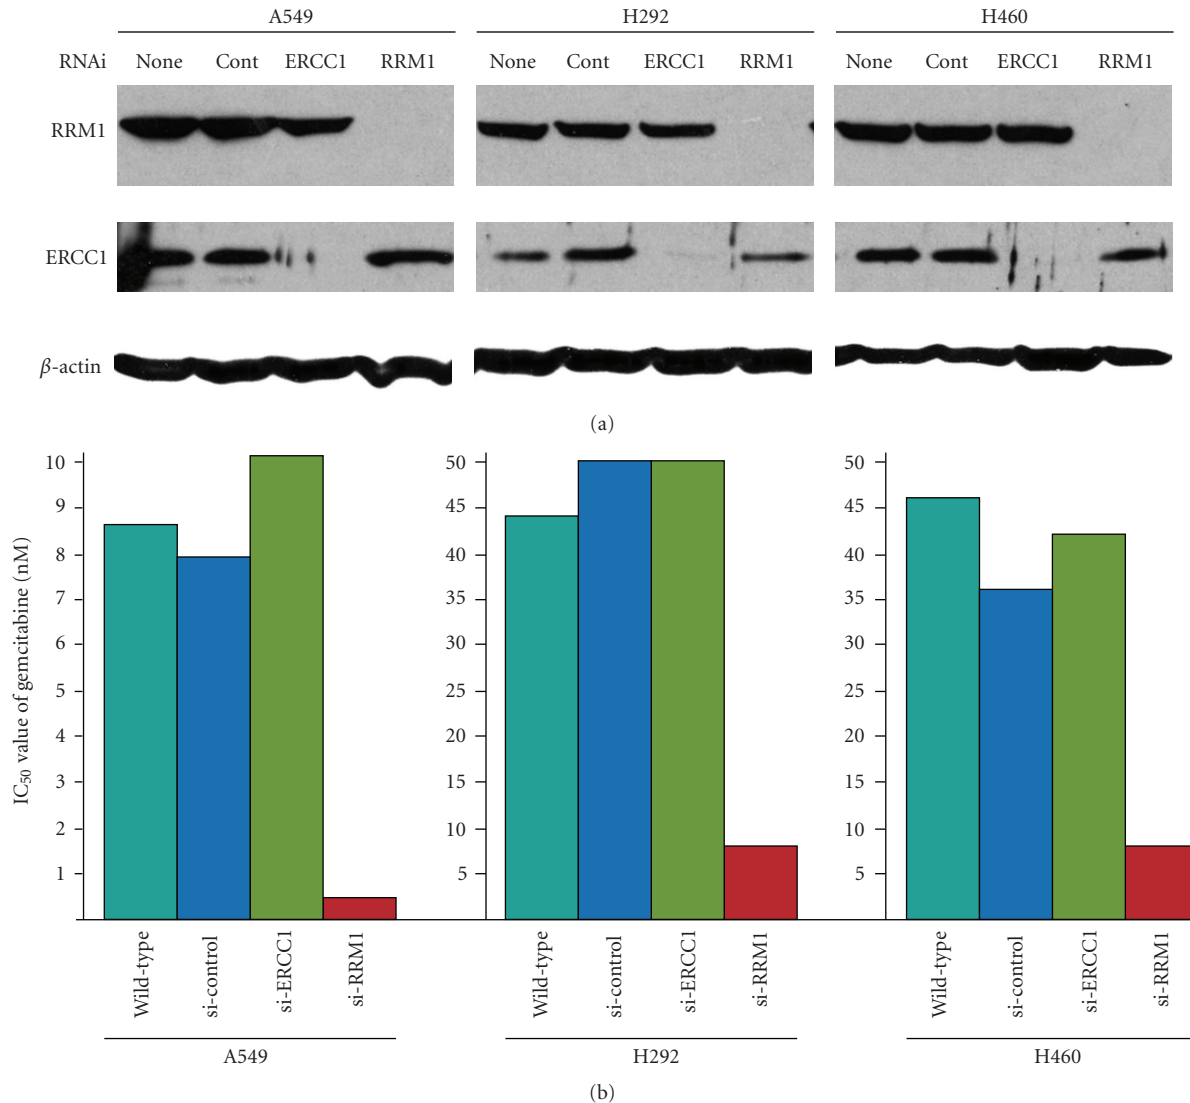 A549 H292 H460
RNAi None Cont ERCC1 RRM1 None Cont ERCC1 RRM1 None Cont ERCC1 RRM1
RRM1
ERCC1
β-actin
(a)
IC50 value of gemcitabine (nM)
10
9
8
7
6
5
4
3
2
1
Wild-type
si-control
si-ERCC1
si-RRM1
A549
50
45
40
35
30
25
20
15
10
5
Wild-type
si-control
si-ERCC1
si-RRM1
H292
50
45
40
35
30
25
20
15
10
5
Wild-type
si-control
si-ERCC1
si-RRM1
H460
(b)